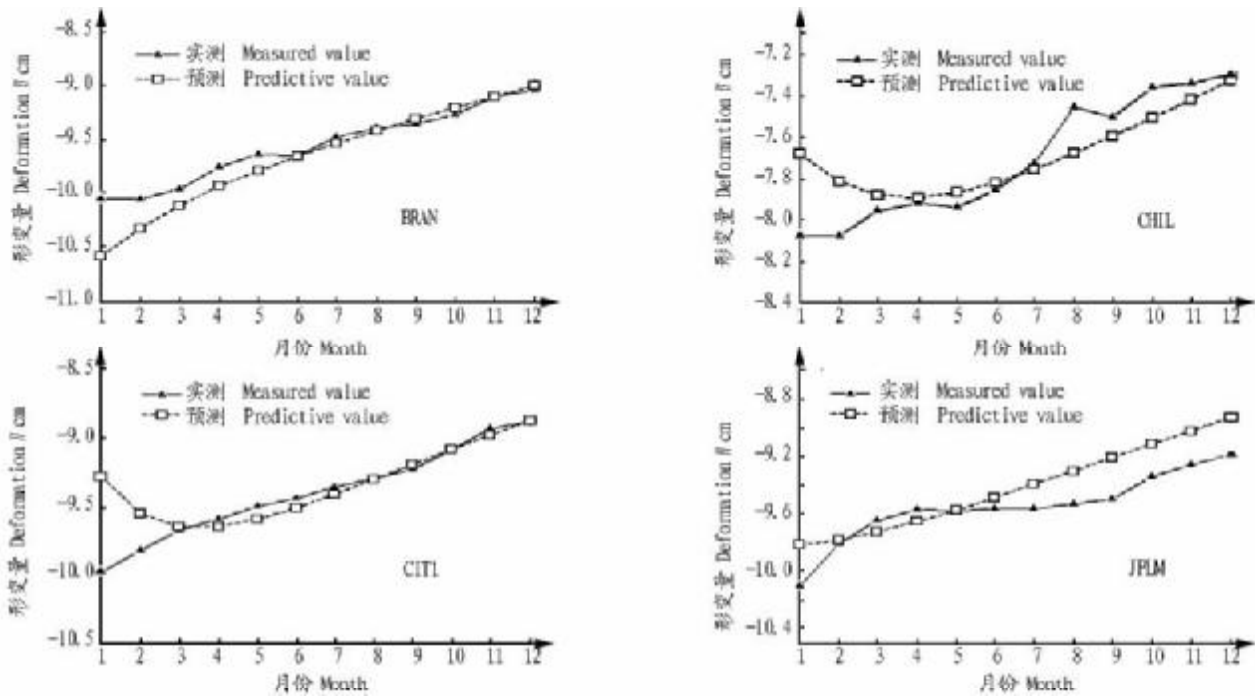 -8.5
实测 Measured value
预测 Predictive value
-9.0
-9.5
-10.0
-10.5
-11.0
形变量 Deformation//cm
BRAN
1 2 3 4 5 6 7 8 9 10 11 12
月份 Month
-7.2
实测 Measured value
预测 Predictive value
-7.4
-7.6
-7.8
-8.0
-8.2
-8.4
形变量 Deformation//cm
CHIL
1 2 3 4 5 6 7 8 9 10 11 12
月份 Month
-8.5
实测 Measured value
预测 Predictive value
-9.0
-9.5
-10.0
-10.5
形变量 Deformation//cm
CIT1
1 2 3 4 5 6 7 8 9 10 11 12
月份 Month
-8.8
实测 Measured value
预测 Predictive value
-9.2
-9.6
-10.0
-10.4
形变量 Deformation//cm
JPLM
1 2 3 4 5 6 7 8 9 10 11 12
月份 Month